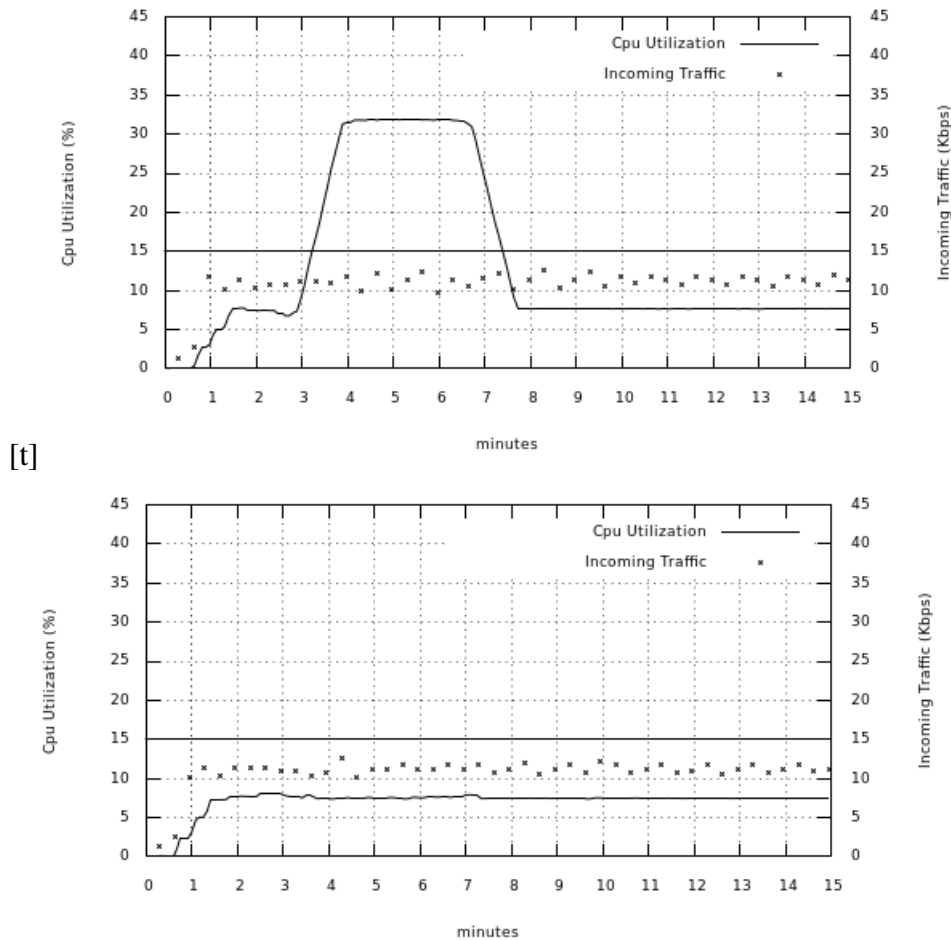 45 45
Cpu Utilization
40 40
Incoming Traffic
35 35
30 30
25 25
20 20
15 15
10 10
5 5
0 0
Cpu Utilization (%)
Incoming Traffic (Kbps)
0 1 2 3 4 5 6 7 8 9 10 11 12 13 14 15
minutes
[t]
45 45
Cpu Utilization
40 40
Incoming Traffic
35 35
30 30
25 25
20 20
15 15
10 10
5 5
0 0
Cpu Utilization (%)
Incoming Traffic (Kbps)
0 1 2 3 4 5 6 7 8 9 10 11 12 13 14 15
minutes